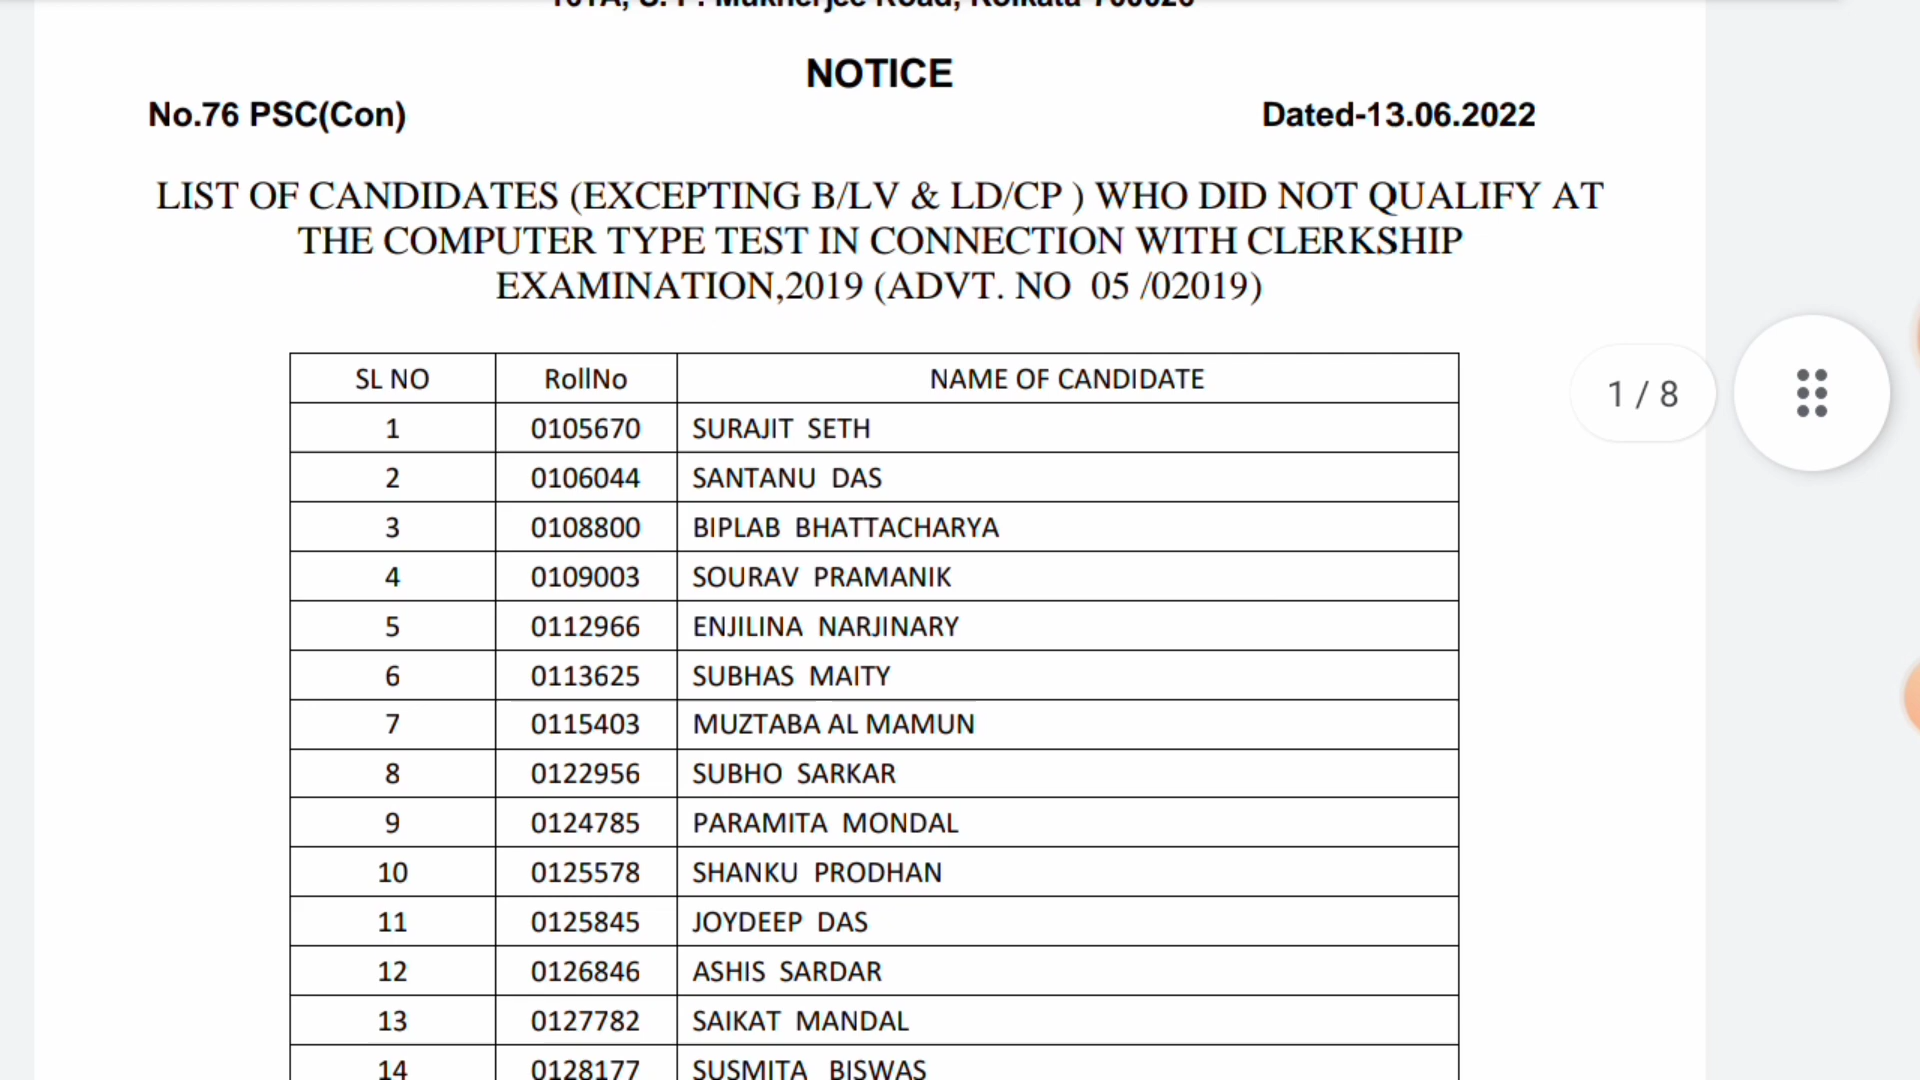 161A, S. P. Mukherjee Road, Kolkata-700026
NOTICE
No.76 PSC(Con) Dated-13.06.2022
LIST OF CANDIDATES (EXCEPTING B/LV & LD/CP ) WHO DID NOT QUALIFY AT
THE COMPUTER TYPE TEST IN CONNECTION WITH CLERKSHIP
EXAMINATION,2019 (ADVT. NO 05 /02019)
SL NO RollNo NAME OF CANDIDATE
1 / 8
1 0105670 SURAJIT SETH
2 0106044 SANTANU DAS
3 0108800 BIPLAB BHATTACHARYA
4 0109003 SOURAV PRAMANIK
5 0112966 ENJILINA NARJINARY
6 0113625 SUBHAS MAITY
7 0115403 MUZTABA AL MAMUN
8 0122956 SUBHO SARKAR
9 0124785 PARAMITA MONDAL
10 0125578 SHANKU PRODHAN
11 0125845 JOYDEEP DAS
12 0126846 ASHIS SARDAR
13 0127782 SAIKAT MANDAL
14 0128177 SUSMITA BISWAS